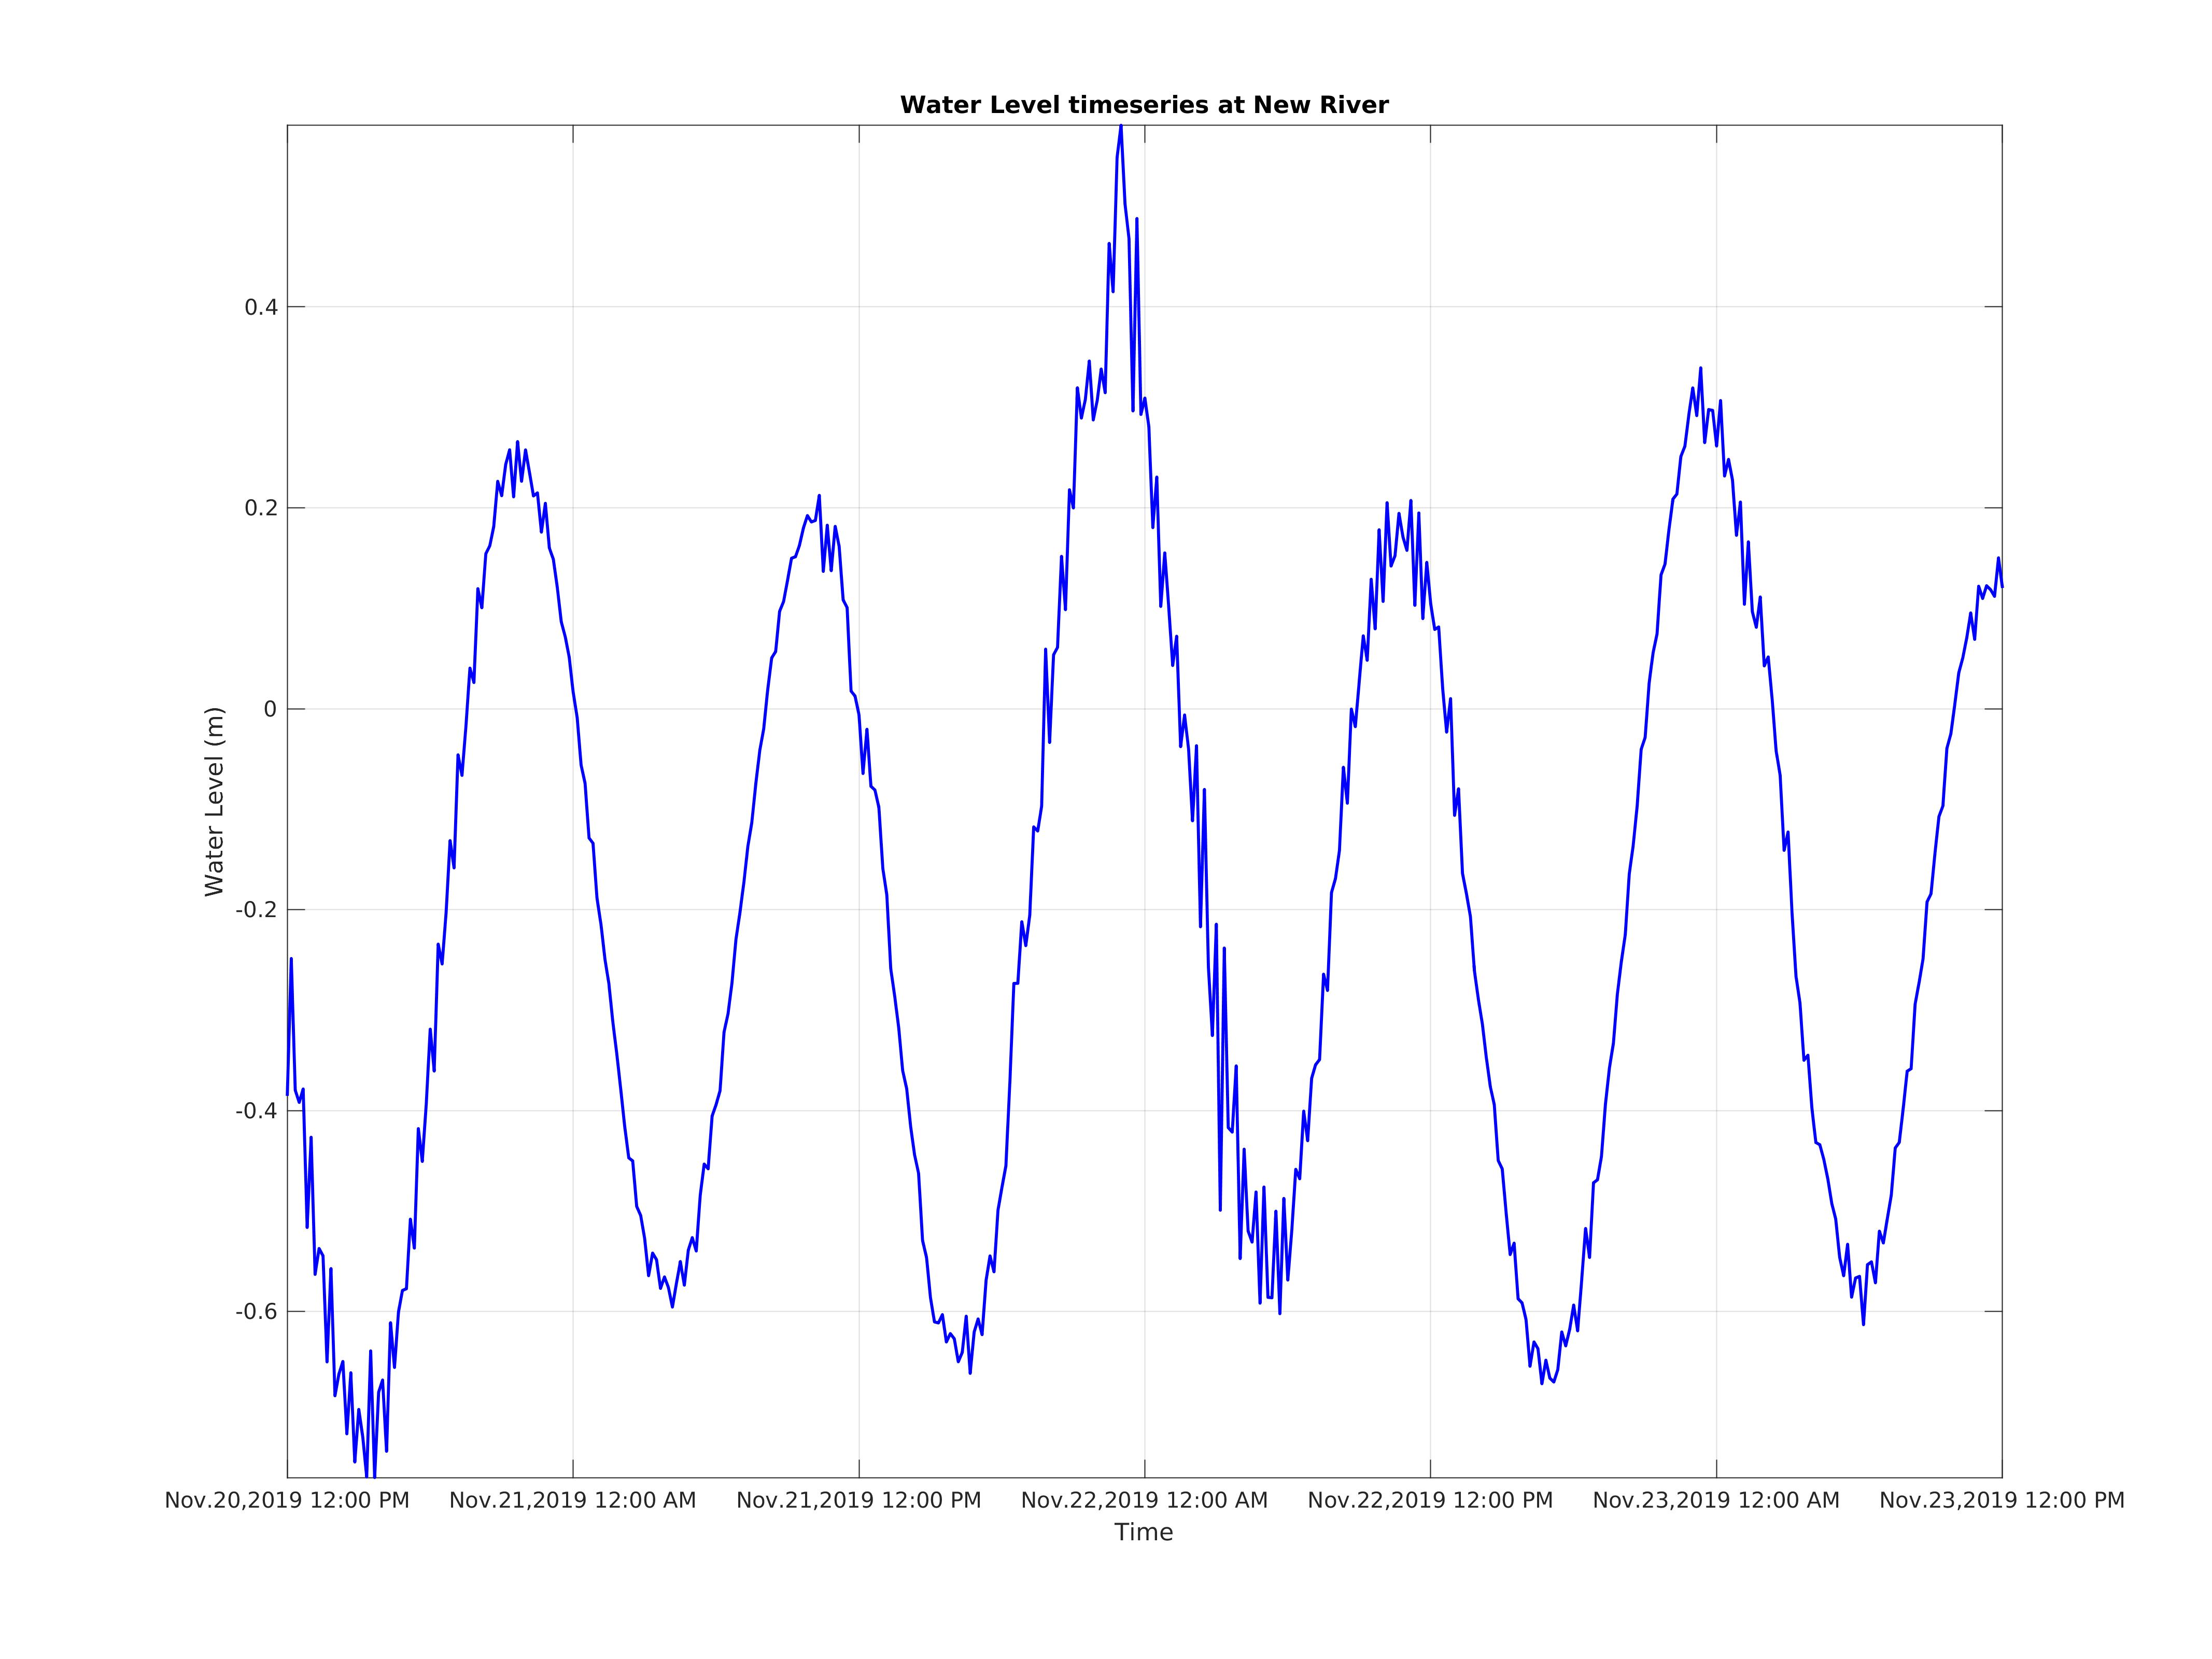 Water Level timeseries at New River
Water Level (m)
0.4
0.2
0
-0.2
-0.4
-0.6
Nov.20,2019 12:00 PM
Nov.21,2019 12:00 AM
Nov.21,2019 12:00 PM
Nov.22,2019 12:00 AM
Nov.22,2019 12:00 PM
Nov.23,2019 12:00 AM
Nov.23,2019 12:00 PM
Time